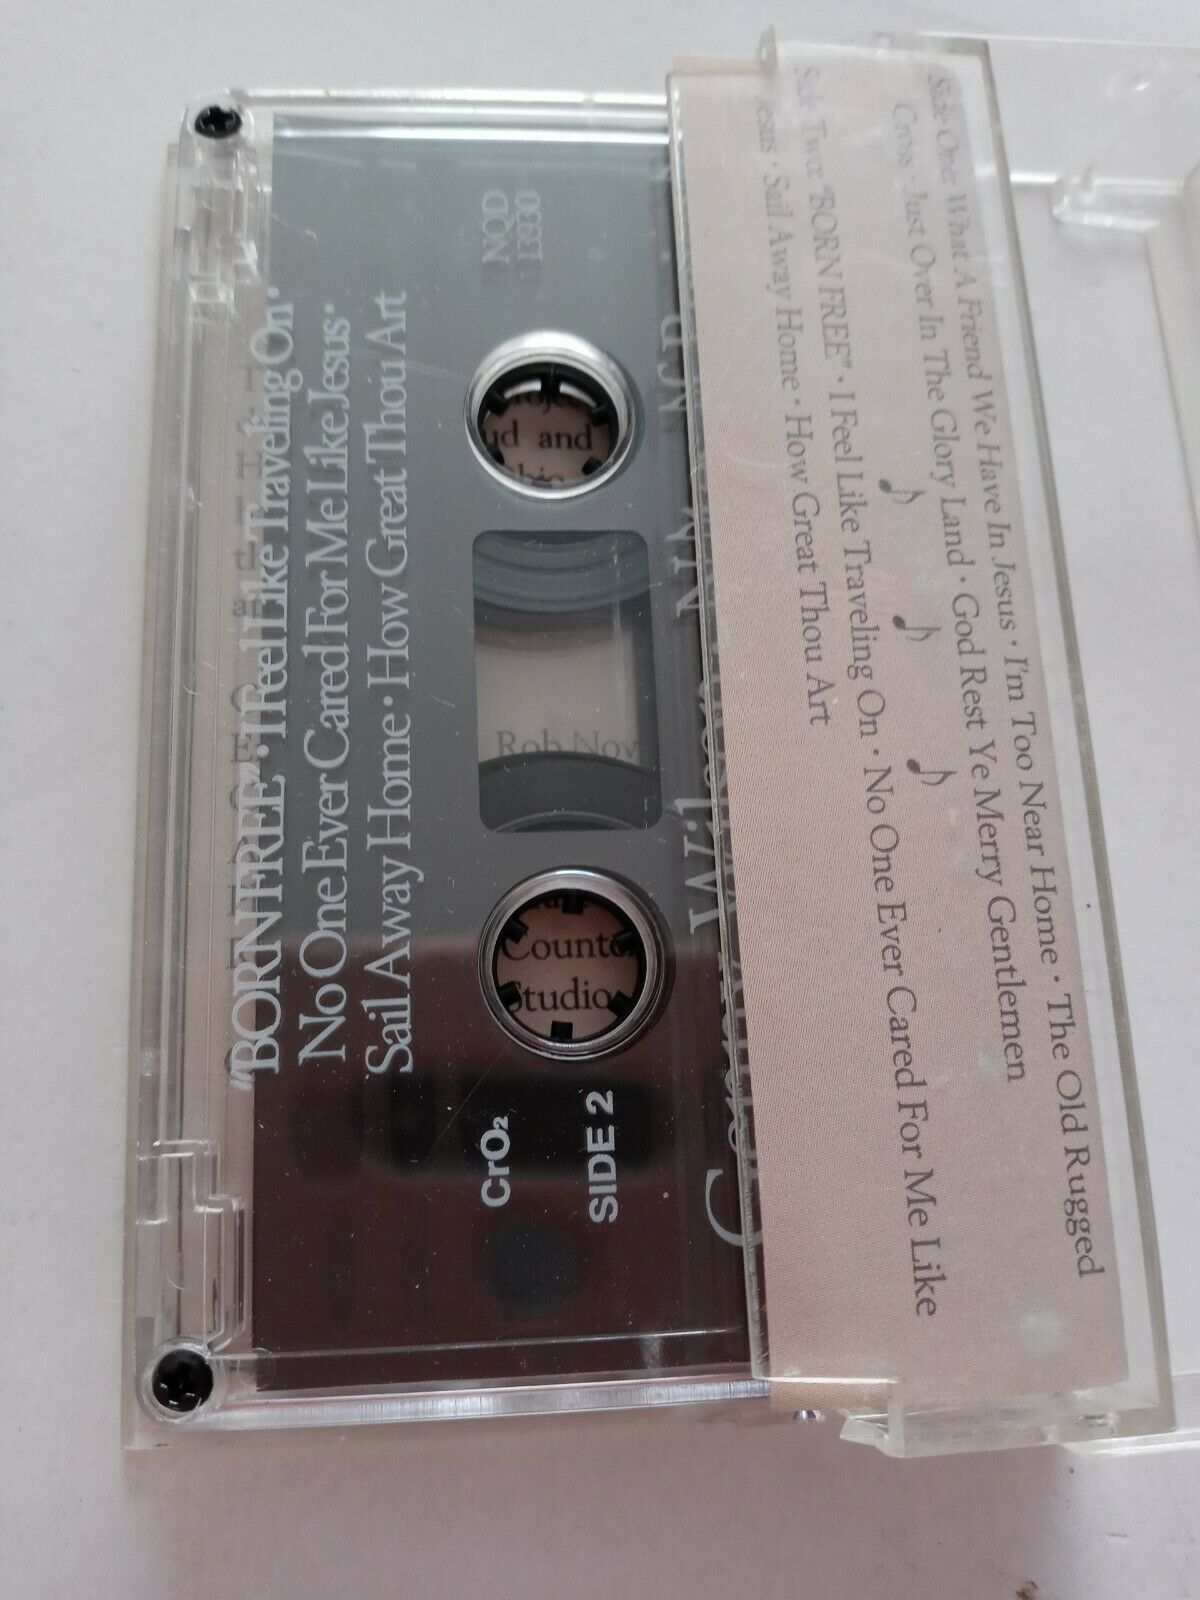 Side One: What A Friend We Have In Jesus • I'm Too Near Home • The Old Rugged
Cross • Just Over In The Glory Land • God Rest Ye Merry Gentlemen
Side Two: "BORN FREE" • I Feel Like Traveling On • No One Ever Cared For Me Like
Jesus • Sail Away Home • How Great Thou Art
"BORN FREE" • I Feel Like Traveling On •
No One Ever Cared For Me Like Jesus •
Sail Away Home • How Great Thou Art
CrO2
SIDE 2
ud and
Counte
Studio
Rob Nov